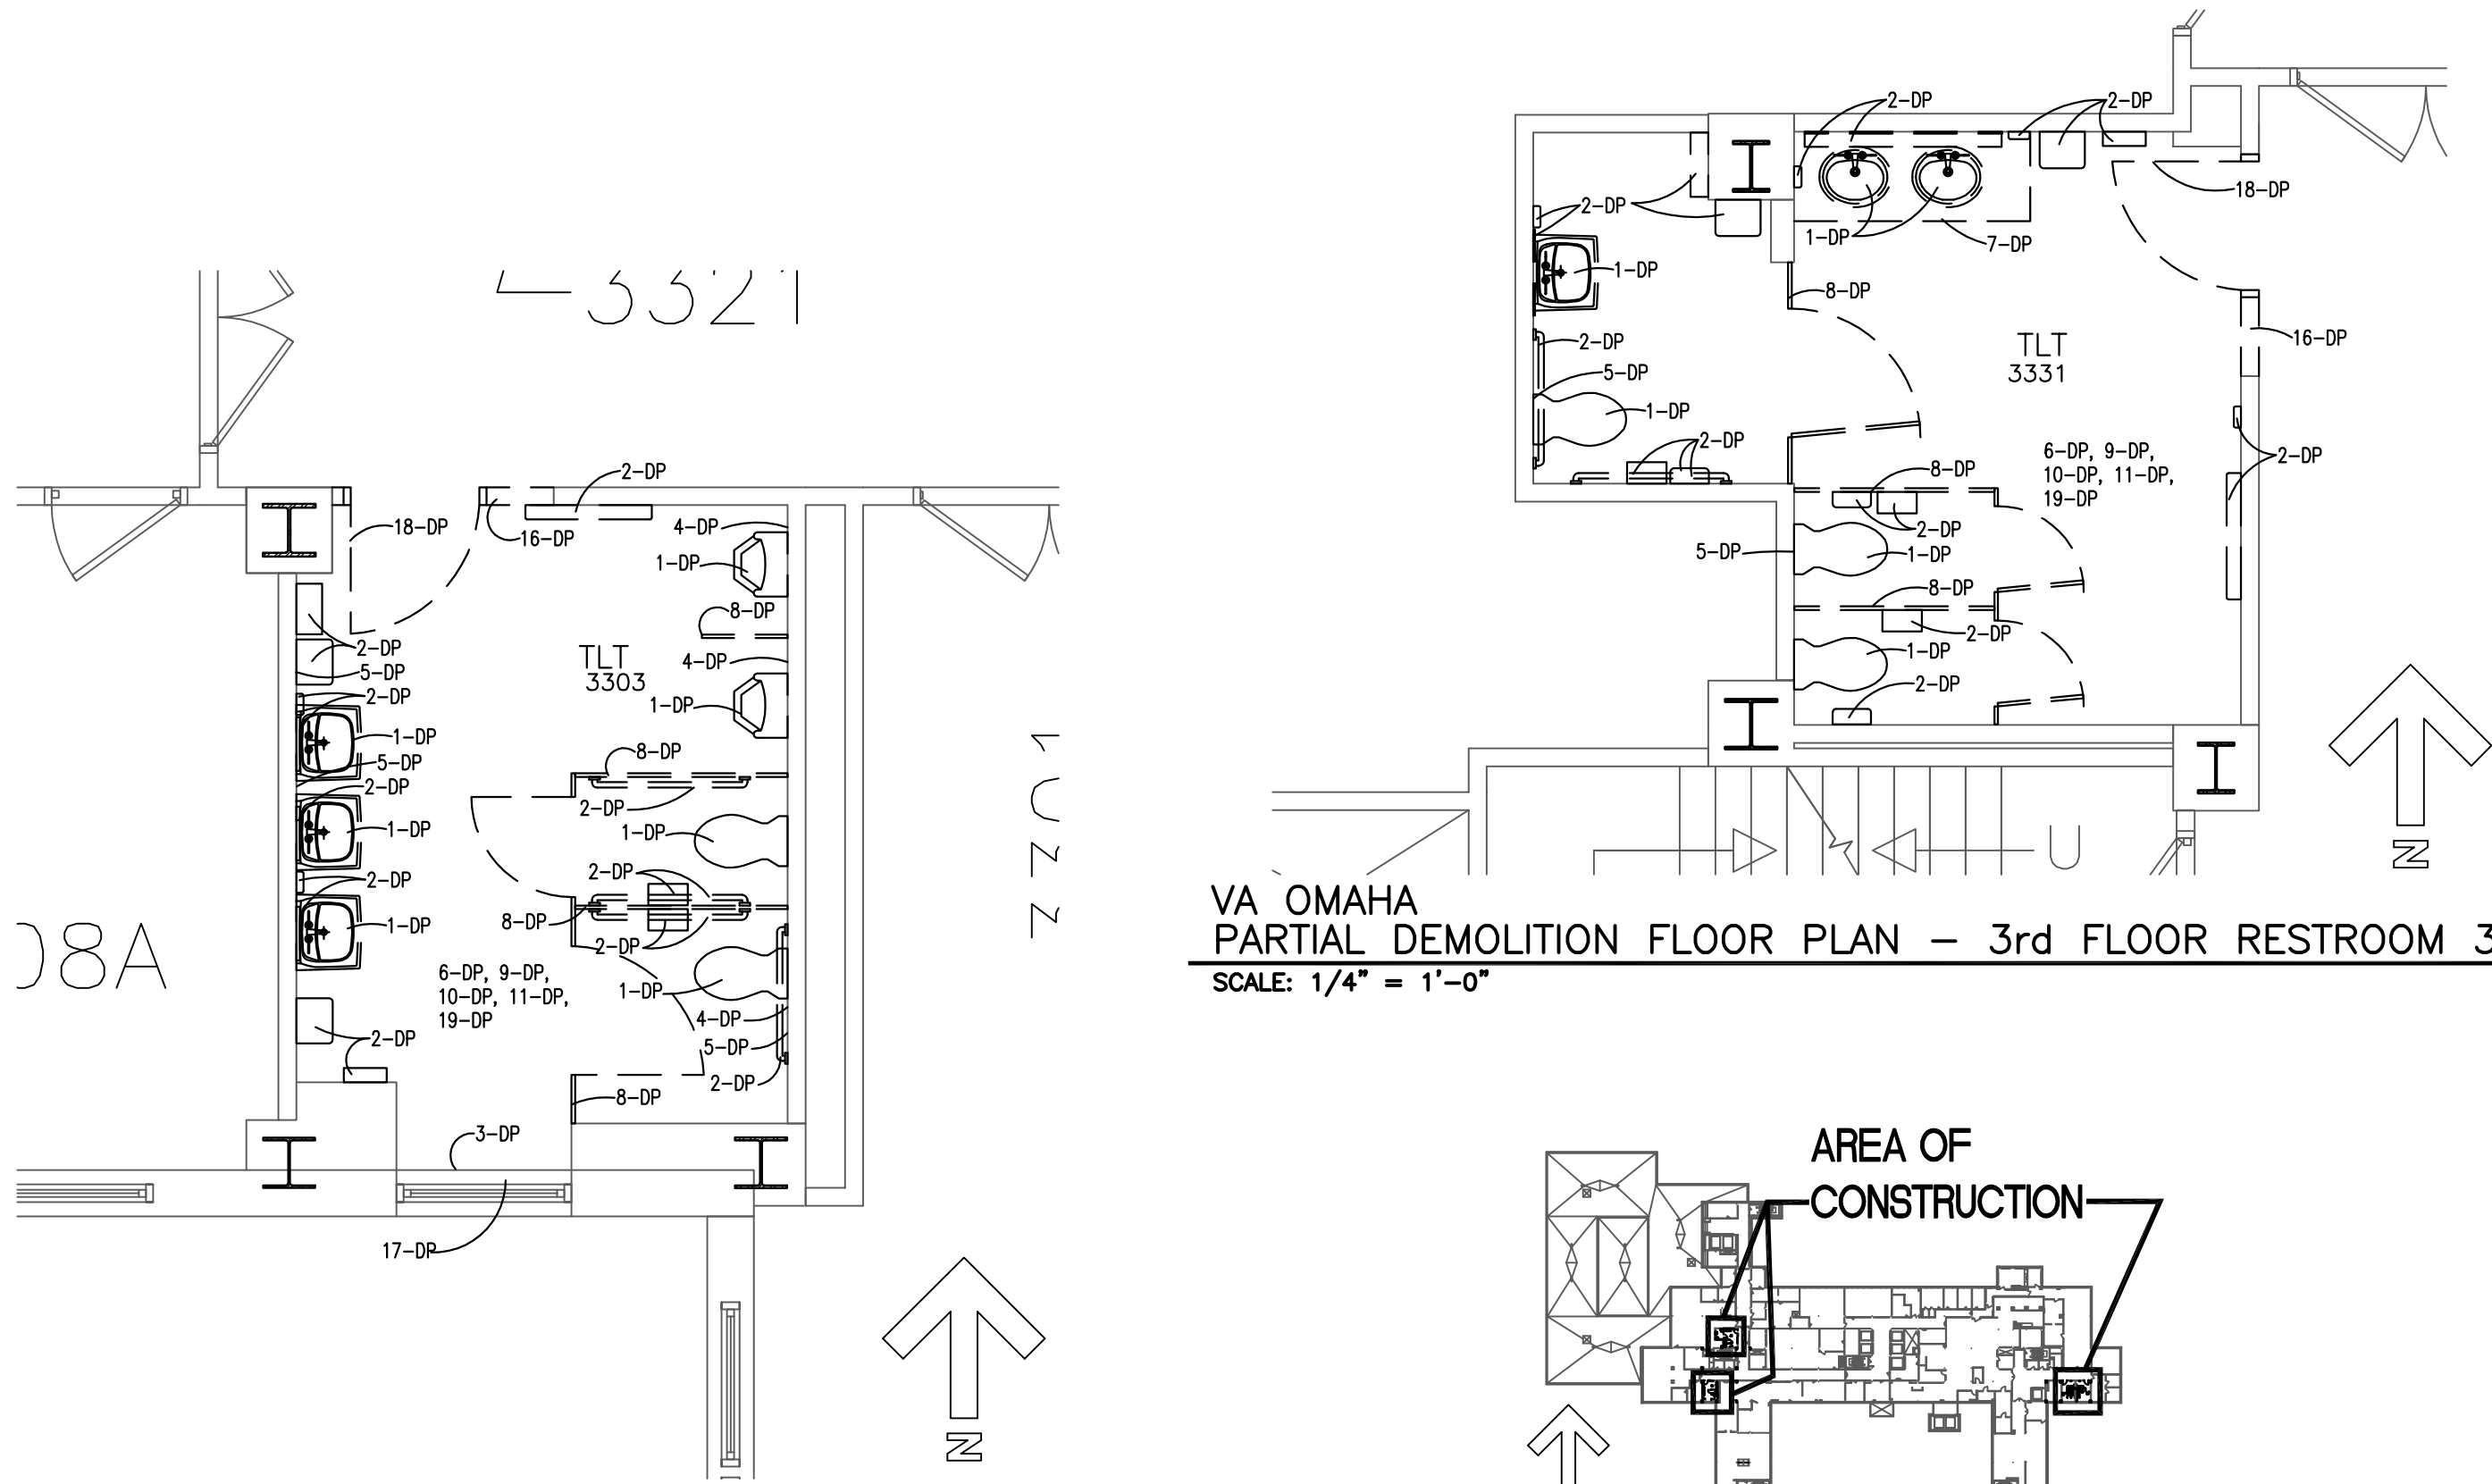 3321
2-DP
18-DP
16-DP
4-DP
1-DP
8-DP
2-DP
5-DP
TLT
3303
4-DP
2-DP
1-DP
1-DP
5-DP
8-DP
2-DP
2-DP
1-DP
1-DP
2-DP
2-DP
8-DP
1-DP
2-DP
08A
6-DP, 9-DP,
10-DP, 11-DP,
19-DP
1-DP
4-DP
5-DP
2-DP
2-DP
8-DP
3-DP
17-DP
N
2-DP
2-DP
2-DP
18-DP
1-DP
7-DP
1-DP
8-DP
2-DP
TLT
3331
16-DP
5-DP
1-DP
2-DP
6-DP, 9-DP,
10-DP, 11-DP,
19-DP
2-DP
8-DP
2-DP
5-DP
1-DP
8-DP
2-DP
1-DP
2-DP
U
N
VA OMAHA
PARTIAL DEMOLITION FLOOR PLAN - 3rd FLOOR RESTROOM 3
SCALE: 1/4" = 1'-0"
AREA OF
CONSTRUCTION